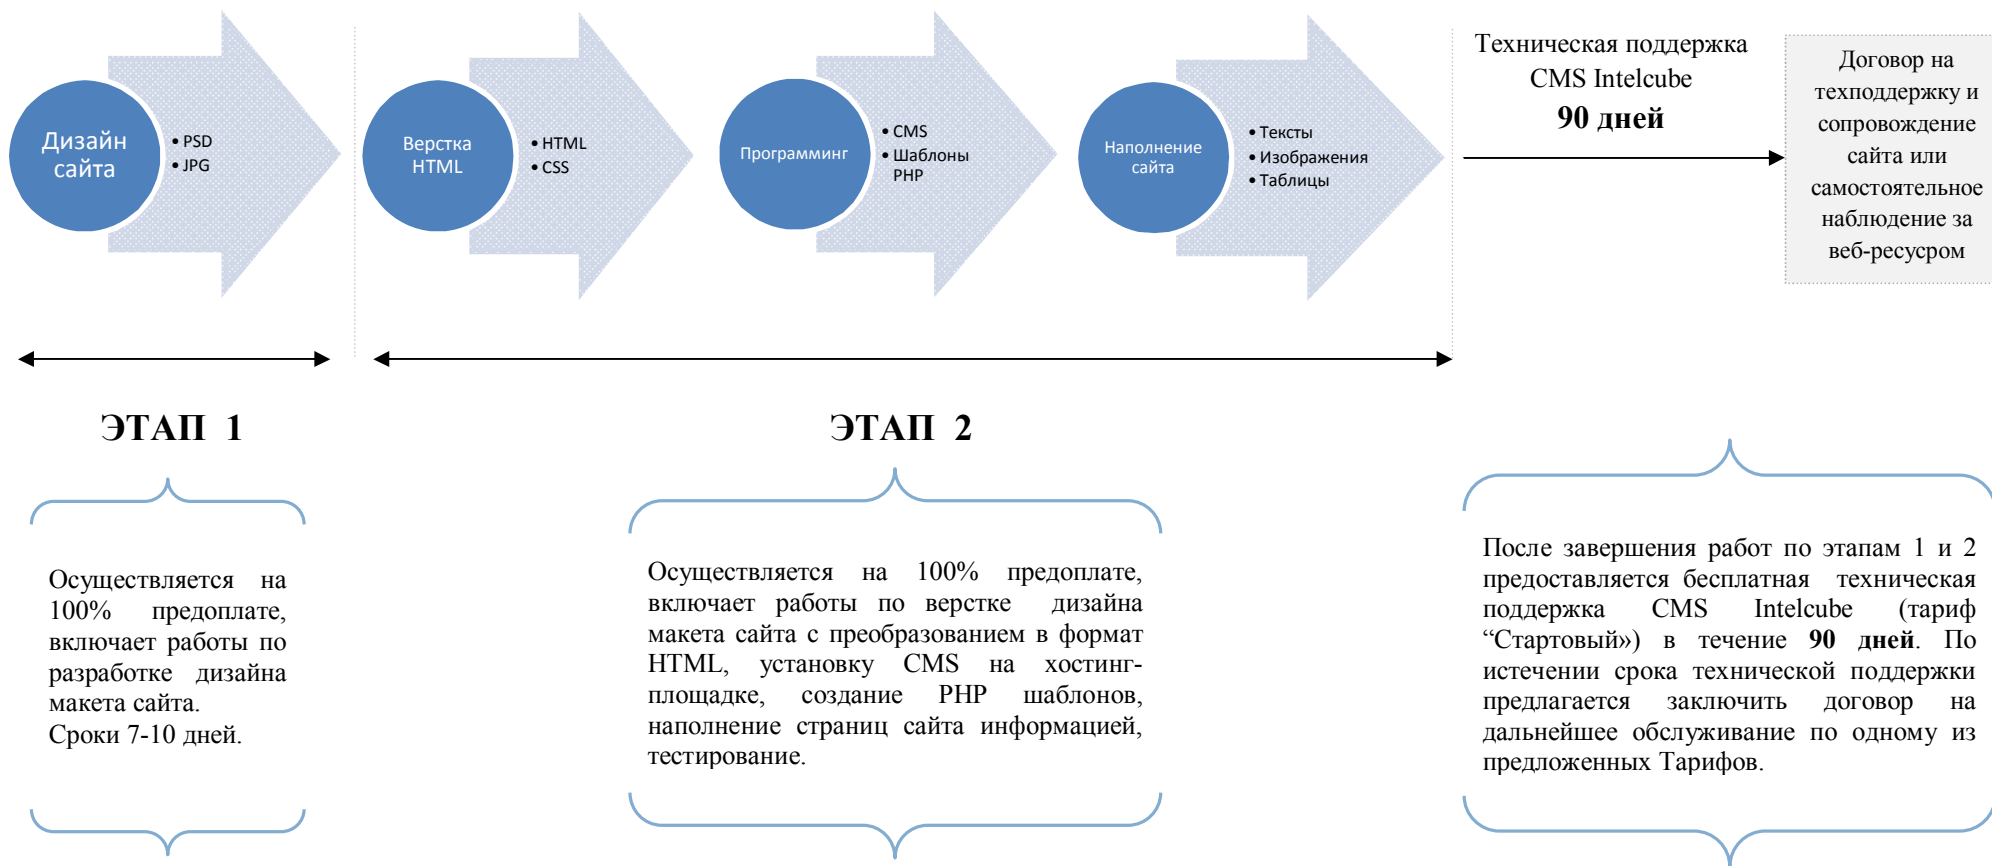 Дизайн
сайта
• PSD
• JPG
Верстка
HTML
• HTML
• CSS
Программинг
• CMS
• Шаблоны
PHP
Наполнение
сайта
• Тексты
• Изображения
• Таблицы
Техническая поддержка
CMS Intelcube
90 дней
Договор на
техподдержку и
сопровождение
сайта или
самостоятельное
наблюдение за
веб-ресусром
ЭТАП 1
ЭТАП 2
Осуществляется на
100% предоплате,
включает работы по
разработке дизайна
макета сайта.
Сроки 7-10 дней.
Осуществляется на 100% предоплате,
включает работы по верстке дизайна
макета сайта с преобразованием в формат
HTML, установку CMS на хостинг-
площадке, создание PHP шаблонов,
наполнение страниц сайта информацией,
тестирование.
После завершения работ по этапам 1 и 2
предоставляется бесплатная техническая
поддержка CMS Intelcube (тариф
“Стартовый») в течение 90 дней. По
истечении срока технической поддержки
предлагается заключить договор на
дальнейшее обслуживание по одному из
предложенных Тарифов.